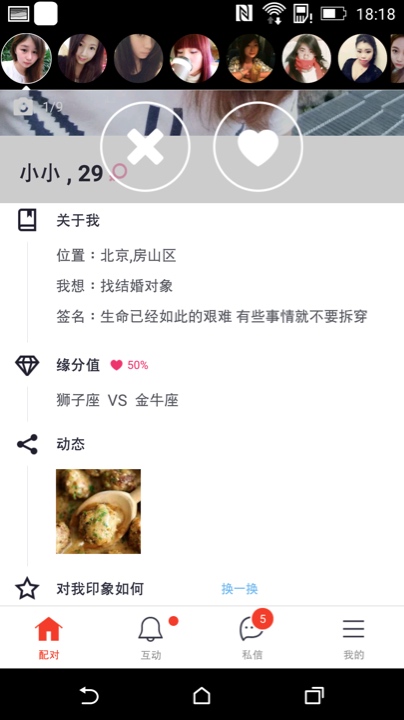 18:18
1/9
小小 , 29
关于我
位置：北京,房山区
我想：找结婚对象
签名：生命已经如此的艰难 有些事情就不要拆穿
缘分值 50%
狮子座 VS 金牛座
动态
对我印象如何 换一换
5
配对 互动 私信 我的